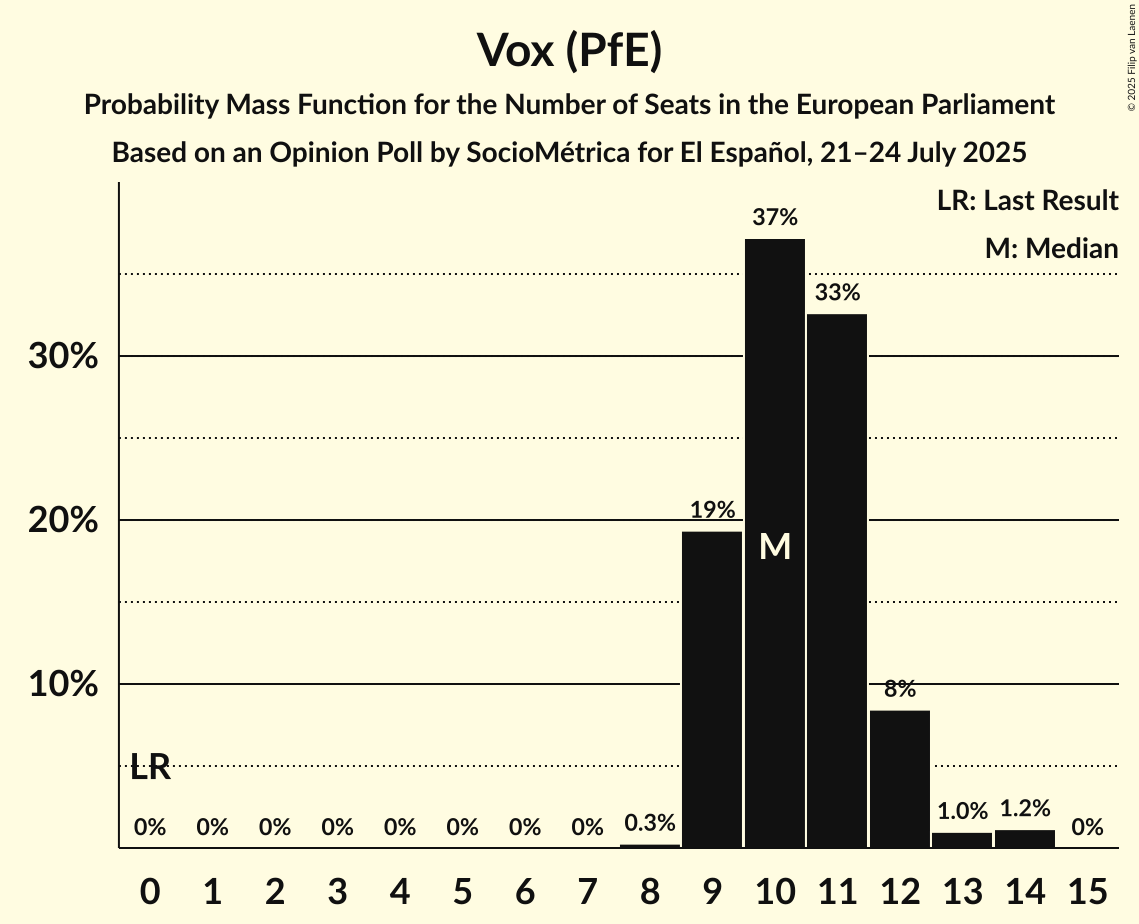 Vox (PfE)
Probability Mass Function for the Number of Seats in the European Parliament
Based on an Opinion Poll by SocioMétrica for El Español, 21–24 July 2025
© 2025 Filip van Laenen
LR: Last Result
M: Median
37%
33%
30%
19%
20%
M
10%
8%
LR
0% 0% 0% 0% 0% 0% 0% 0% 0.3% 1.0% 1.2% 0%
0 1 2 3 4 5 6 7 8 9 10 11 12 13 14 15